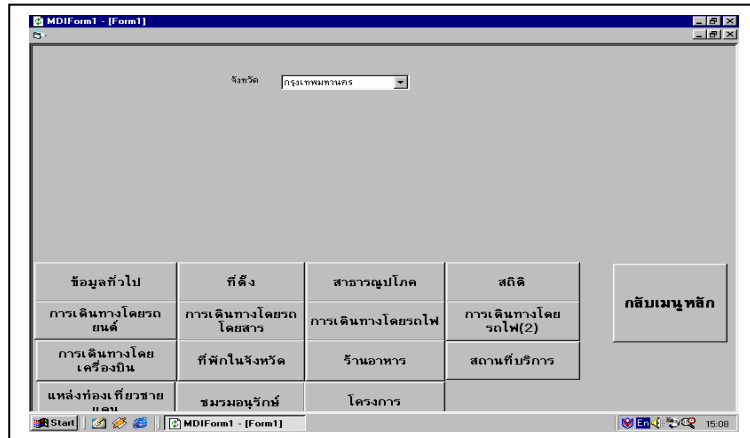 MDIForm1 - [Form1]
จังหวัด กรุงเทพมหานคร
ข้อมูลทั่วไป ที่ตั้ง สาธารณูปโภค สถิติ
กลับเมนูหลัก
การเดินทางโดยรถ
ยนต์
การเดินทางโดยรถ
โดยสาร
การเดินทางโดยรถไฟ
การเดินทางโดย
รถไฟ(2)
การเดินทางโดย
เครื่องบิน
ที่พักในจังหวัด ร้านอาหาร สถานที่บริการ
แหล่งท่องเที่ยวชาย
แดน
ชมรมอนุรักษ์ โครงการ
Start MDIForm1 - [Form1] En 15:08